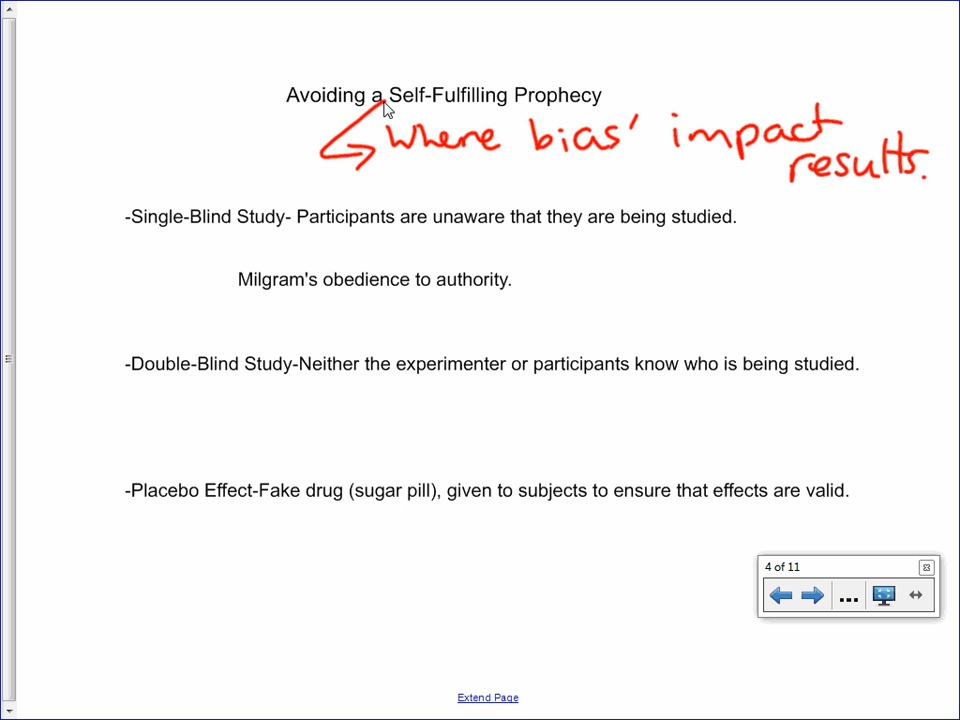 Avoiding a Self-Fulfilling Prophecy
Where bias' impact
results.
-Single-Blind Study- Participants are unaware that they are being studied.
Milgram's obedience to authority.
-Double-Blind Study-Neither the experimenter or participants know who is being studied.
-Placebo Effect-Fake drug (sugar pill), given to subjects to ensure that effects are valid.
4 of 11
...
Extend Page